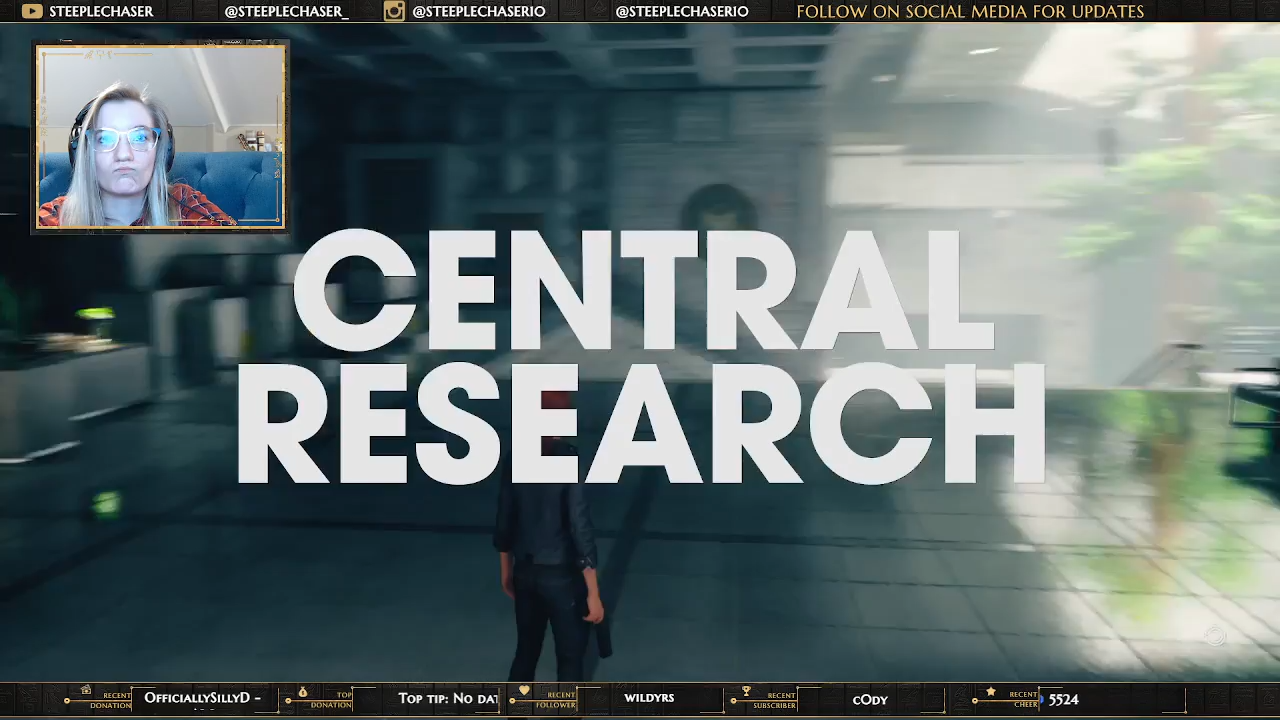 STEEPLECHASER @STEEPLECHASER_ @STEEPLECHASERIO @STEEPLECHASERIO FOLLOW ON SOCIAL MEDIA FOR UPDATES
CENTRAL
RESEARCH
RECENT DONATION OfficiallySillyD -
TOP DONATION Top tip: No dat
RECENT FOLLOWER wildyrs
RECENT SUBSCRIBER c0dy
RECENT CHEER 5524